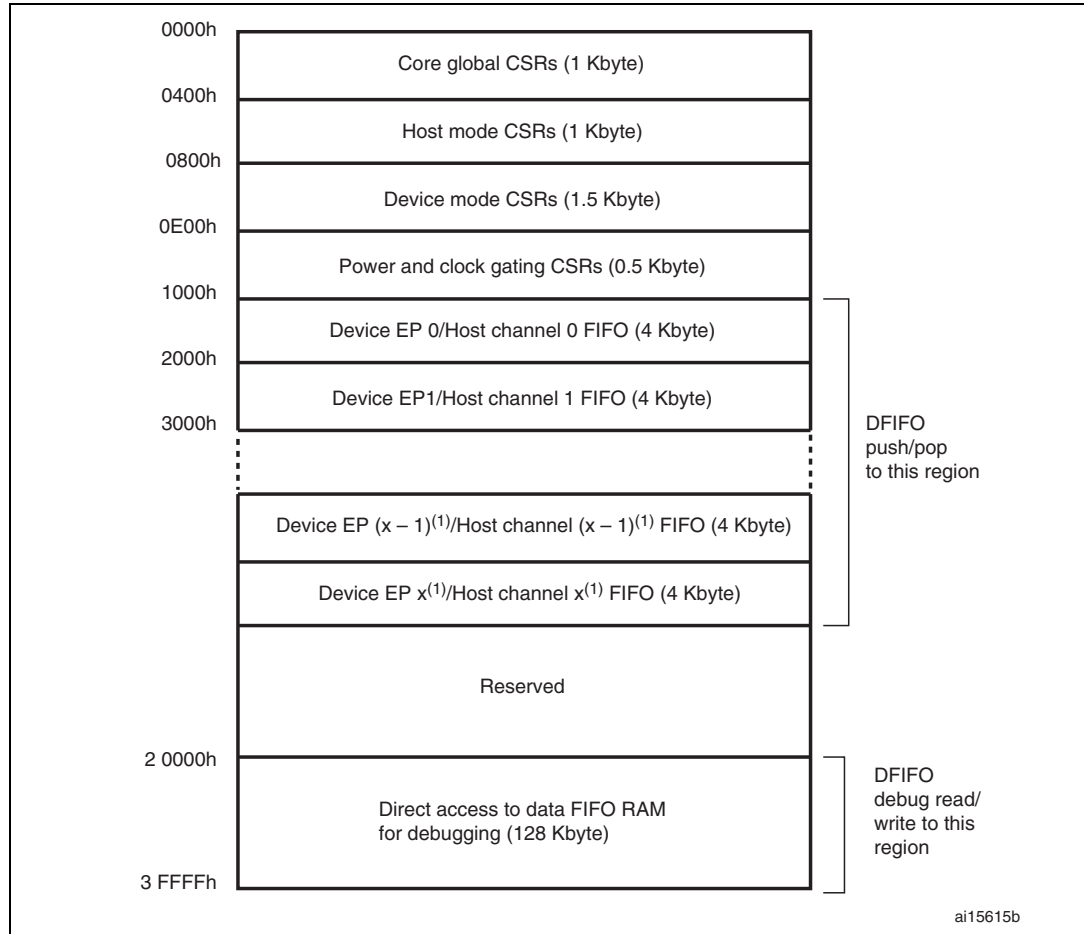 0000h
Core global CSRs (1 Kbyte)
0400h
Host mode CSRs (1 Kbyte)
0800h
Device mode CSRs (1.5 Kbyte)
0E00h
Power and clock gating CSRs (0.5 Kbyte)
1000h
Device EP 0/Host channel 0 FIFO (4 Kbyte)
2000h
Device EP1/Host channel 1 FIFO (4 Kbyte)
3000h
DFIFO
push/pop
to this region
Device EP (x – 1)(1)/Host channel (x – 1)(1) FIFO (4 Kbyte)
Device EP x(1)/Host channel x(1) FIFO (4 Kbyte)
Reserved
2 0000h
Direct access to data FIFO RAM
for debugging (128 Kbyte)
DFIFO
debug read/
write to this
region
3 FFFFh
ai15615b